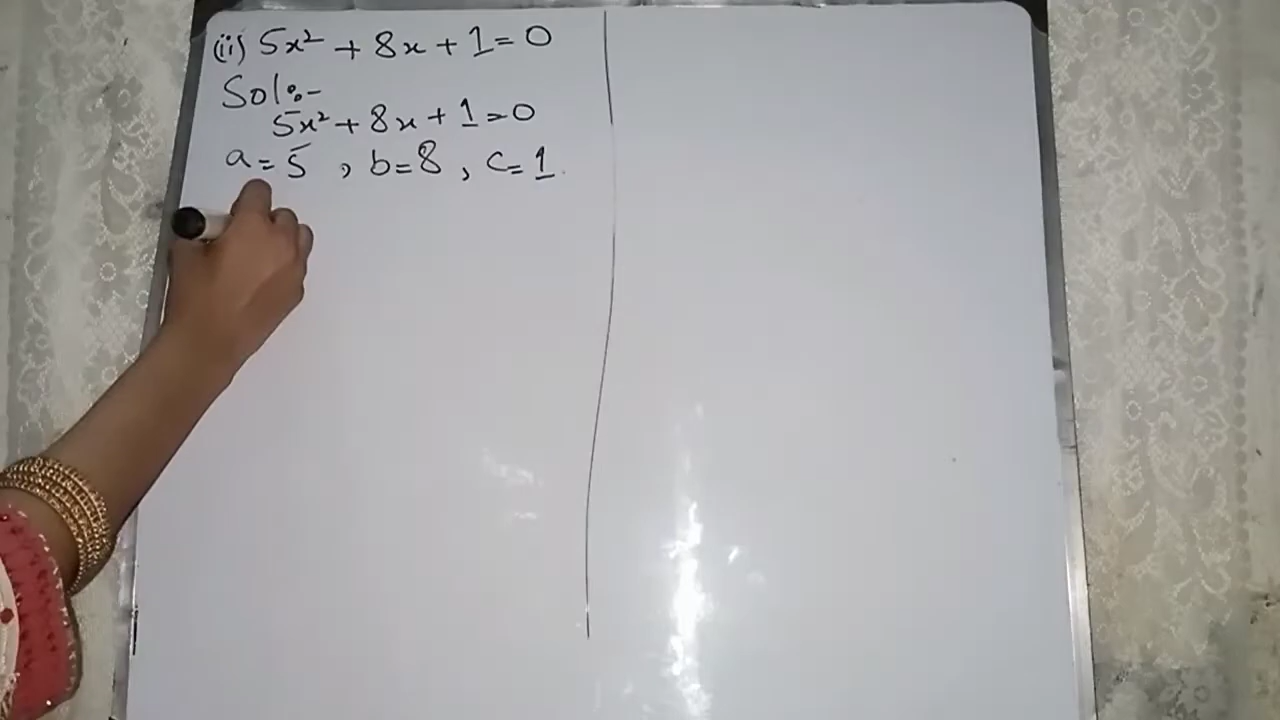 (ii) 5x² + 8x + 1 = 0
Sol:-
5x² + 8x + 1 = 0
a = 5 , b = 8 , c = 1.